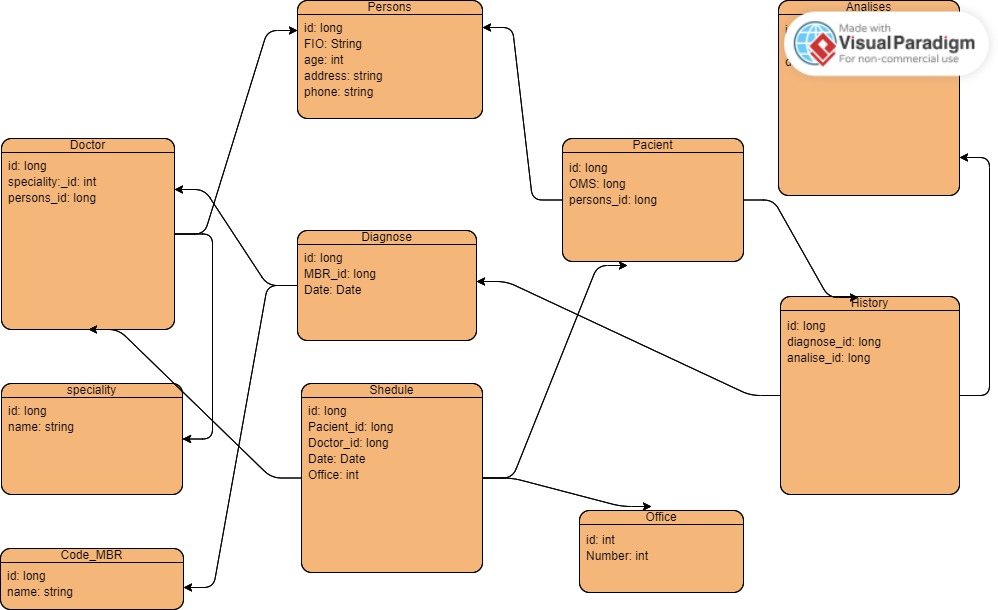 Persons
id: long
FIO: String
age: int
address: string
phone: string
Analises
Made with
Visual Paradigm
For non-commercial use
Doctor
id: long
speciality:_id: int
persons_id: long
Pacient
id: long
OMS: long
persons_id: long
Diagnose
id: long
MBR_id: long
Date: Date
History
id: long
diagnose_id: long
analise_id: long
speciality
id: long
name: string
Shedule
id: long
Pacient_id: long
Doctor_id: long
Date: Date
Office: int
Office
id: int
Number: int
Code_MBR
id: long
name: string